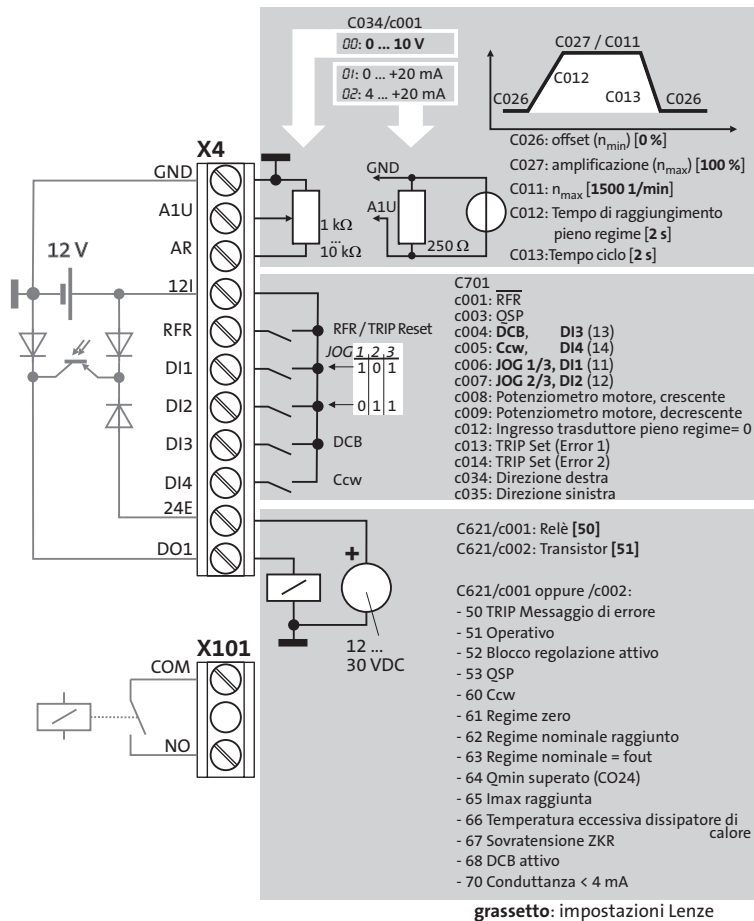 C034/c001
00: 0 ... 10 V
01: 0 ... +20 mA
02: 4 ... +20 mA
C027 / C011
C012
C026
C013
C026
C026: offset (nmin) [0 %]
C027: amplificazione (nmax) [100 %]
C011: nmax [1500 1/min]
C012: Tempo di raggiungimento
pieno regime [2 s]
C013:Tempo ciclo [2 s]
X4
GND
A1U
AR
12I
RFR
DI1
DI2
DI3
DI4
24E
DO1
12 V
1 kΩ
...
10 kΩ
GND
A1U
250 Ω
RFR / TRIP Reset
JOG 1 2 3
1 0 1
0 1 1
DCB
Ccw
C701
c001: RFR
c003: QSP
c004: DCB, DI3 (13)
c005: Ccw, DI4 (14)
c006: JOG 1/3, DI1 (11)
c007: JOG 2/3, DI2 (12)
c008: Potenziometro motore, crescente
c009: Potenziometro motore, decrescente
c012: Ingresso trasduttore pieno regime= 0
c013: TRIP Set (Error 1)
c014: TRIP Set (Error 2)
c034: Direzione destra
c035: Direzione sinistra
+
12 ...
30 VDC
X101
COM
NO
C621/c001: Relè [50]
C621/c002: Transistor [51]
C621/c001 oppure /c002:
- 50 TRIP Messaggio di errore
- 51 Operativo
- 52 Blocco regolazione attivo
- 53 QSP
- 60 Ccw
- 61 Regime zero
- 62 Regime nominale raggiunto
- 63 Regime nominale = fout
- 64 Qmin superato (CO24)
- 65 Imax raggiunta
- 66 Temperatura eccessiva dissipatore di
calore
- 67 Sovratensione ZKR
- 68 DCB attivo
- 70 Conduttanza < 4 mA
grassetto: impostazioni Lenze